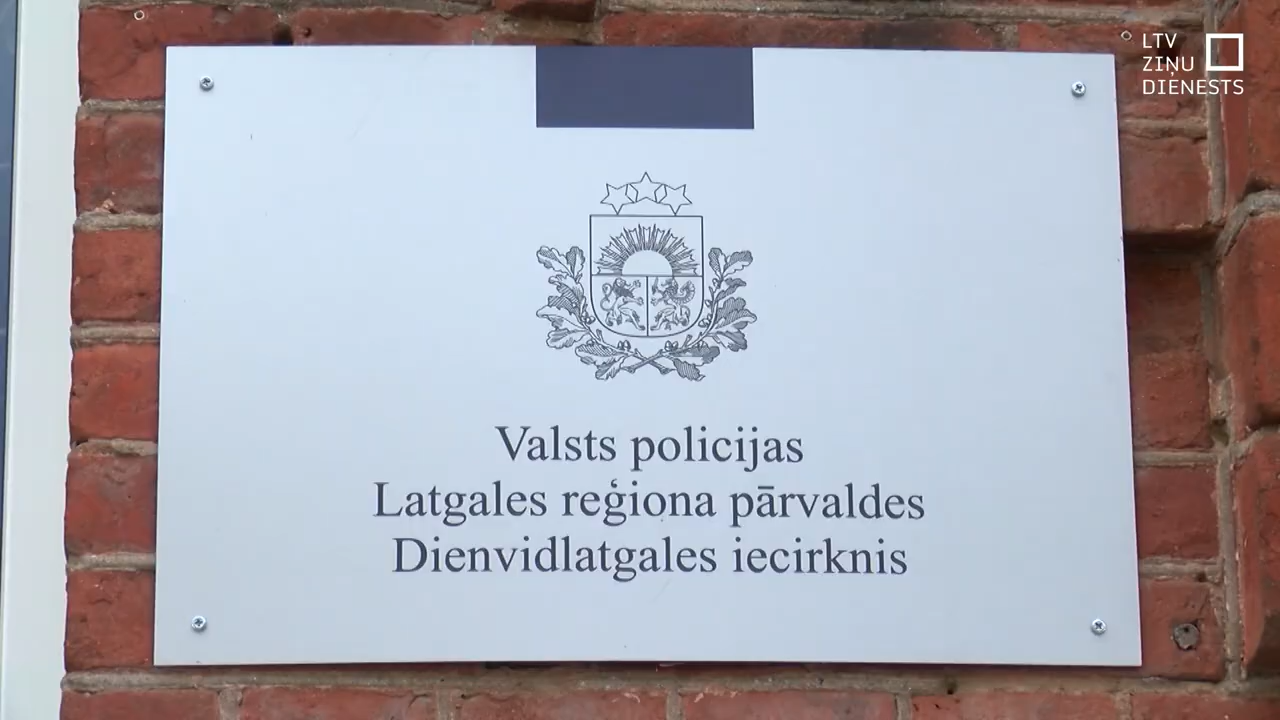 LTV
ZIŅU
DIENESTS
Valsts policijas
Latgales reģiona pārvaldes
Dienvidlatgales iecirknis